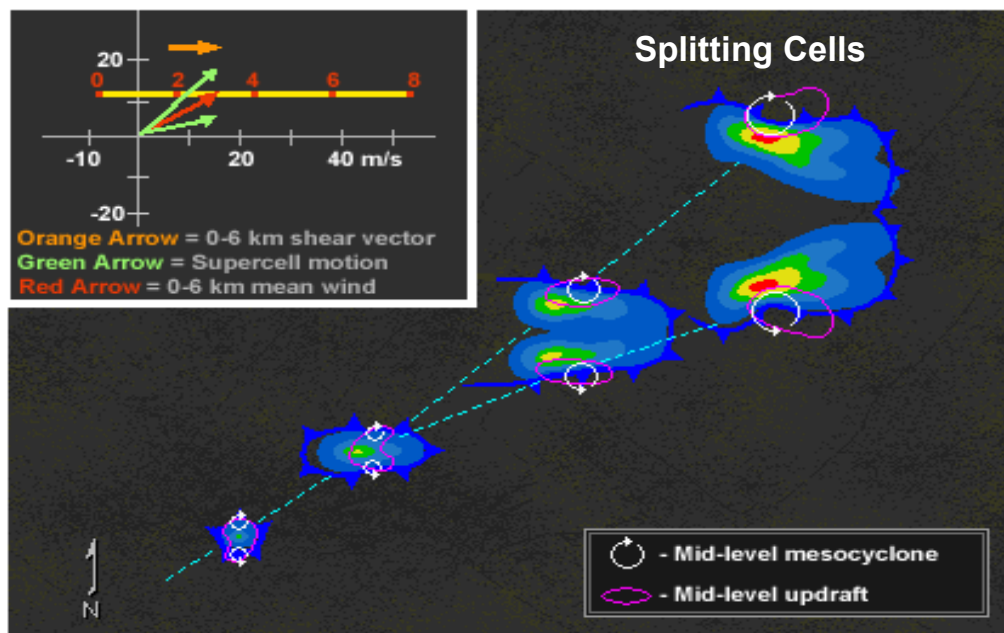 Splitting Cells
20
0 2 4 6 8
-10 20 40 m/s
-20
Orange Arrow = 0-6 km shear vector
Green Arrow = Supercell motion
Red Arrow = 0-6 km mean wind
- Mid-level mesocyclone
- Mid-level updraft
N